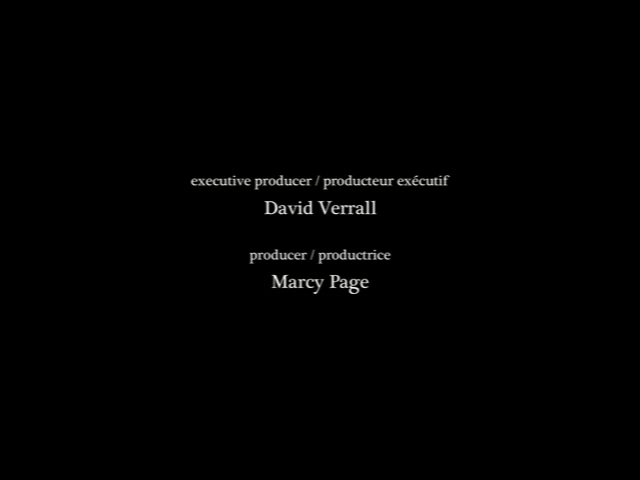 executive producer / producteur exécutif
David Verrall
producer / productrice
Marcy Page